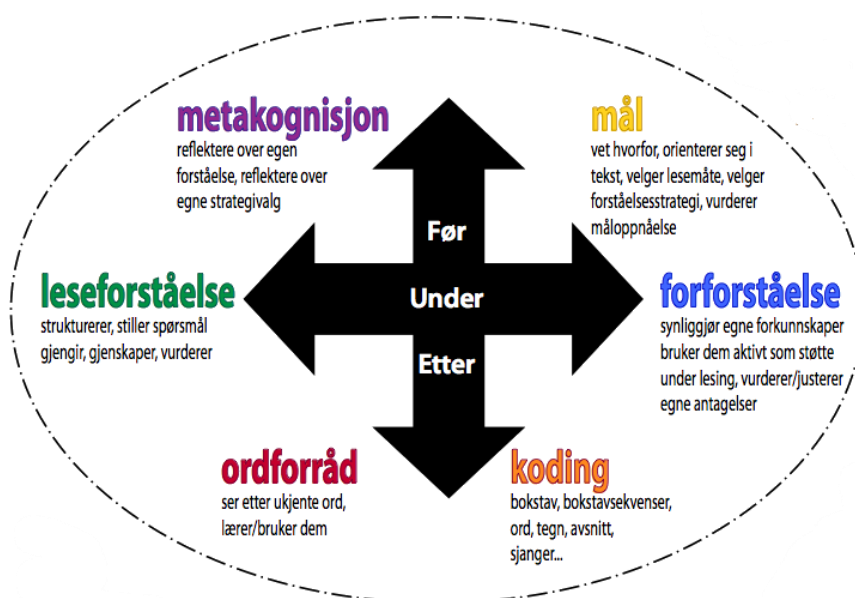 metakognisjon
reflektere over egen
forståelse, reflektere over
egne strategivalg
mål
vet hvorfor, orienterer seg i
tekst, velger lesemåte, velger
forståelsesstrategi, vurderer
måloppnåelse
Før
Under
Etter
leseforståelse
strukturerer, stiller spørsmål
gjengir, gjenskaper, vurderer
forforståelse
synliggjør egne forkunnskaper
bruker dem aktivt som støtte
under lesing, vurderer/justerer
egne antagelser
ordforråd
ser etter ukjente ord,
lærer/bruker dem
koding
bokstav, bokstavsekvenser,
ord, tegn, avsnitt,
sjanger...